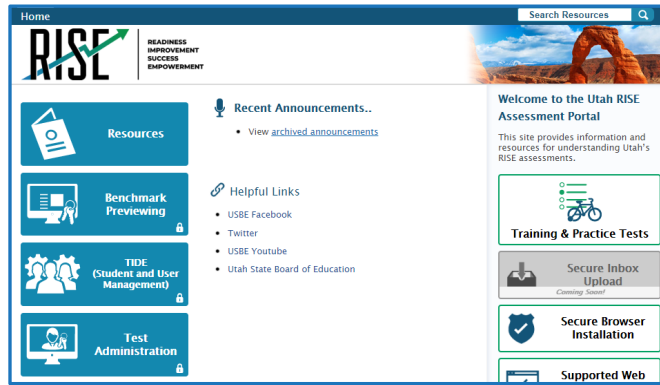 Home
Search Resources
RISE
READINESS
IMPROVEMENT
SUCCESS
EMPOWERMENT
Resources
Benchmark
Previewing
TIDE
(Student and User
Management)
Test
Administration
Recent Announcements..
View archived announcements
Helpful Links
USBE Facebook
Twitter
USBE Youtube
Utah State Board of Education
Welcome to the Utah RISE
Assessment Portal
This site provides information and
resources for understanding Utah's
RISE assessments.
Training & Practice Tests
Secure Inbox
Upload
Coming Soon!
Secure Browser
Installation
Supported Web